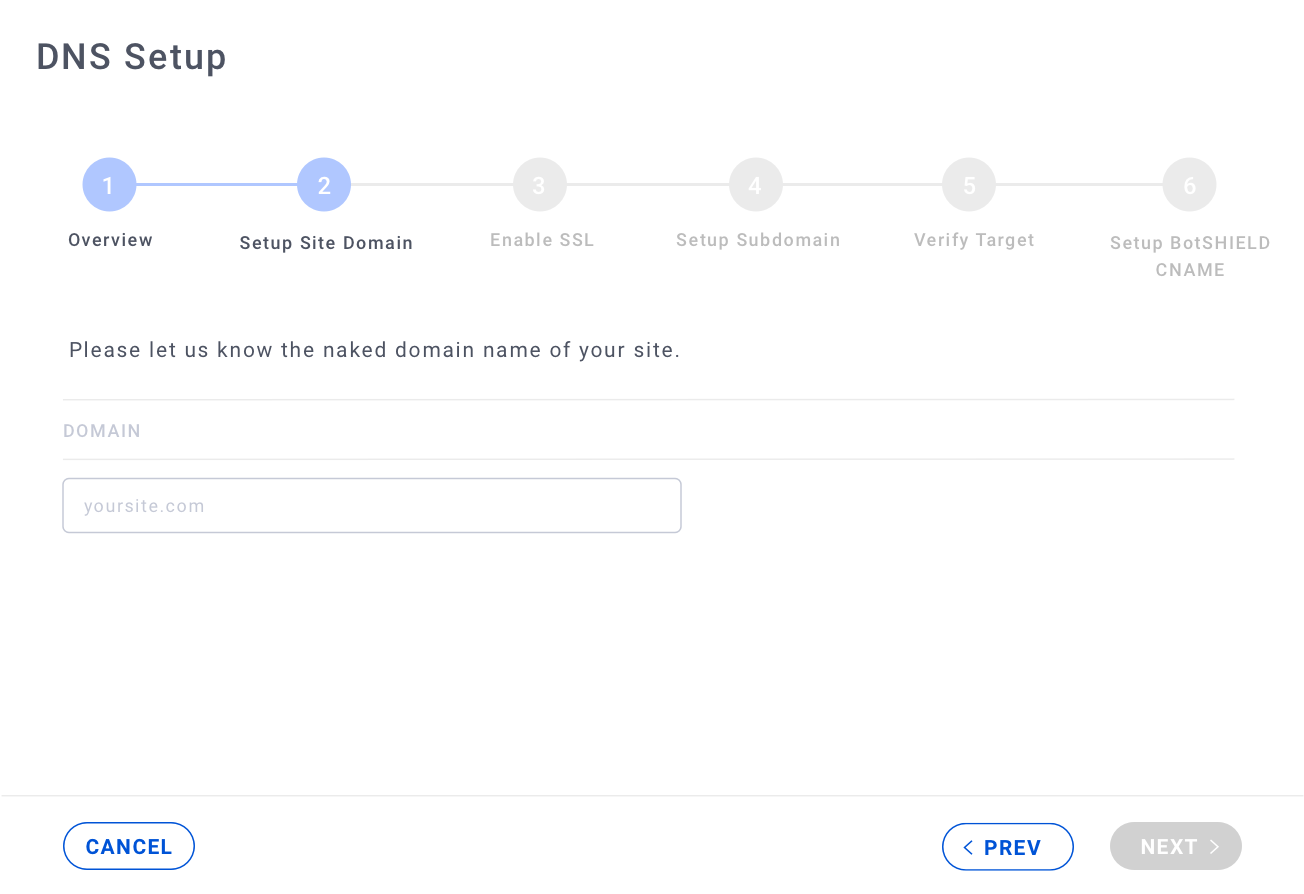 DNS Setup
1 2 3 4 5 6
Overview Setup Site Domain Enable SSL Setup Subdomain Verify Target Setup BotSHIELD
CNAME
Please let us know the naked domain name of your site.
DOMAIN
yoursite.com
CANCEL < PREV NEXT >